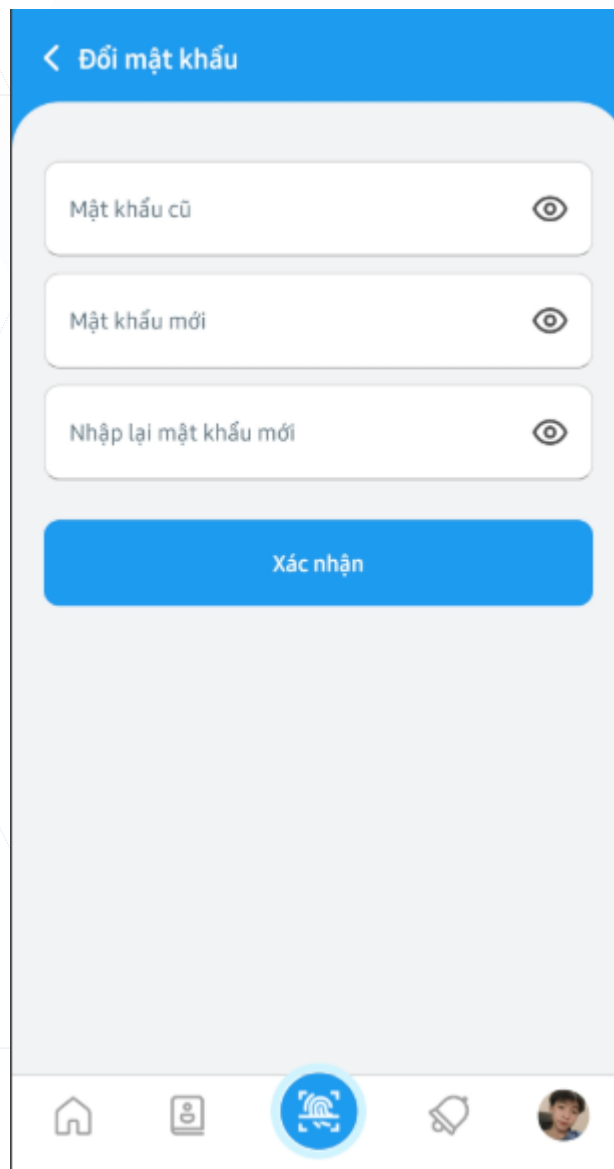 Đổi mật khẩu
Mật khẩu cũ
Mật khẩu mới
Nhập lại mật khẩu mới
Xác nhận